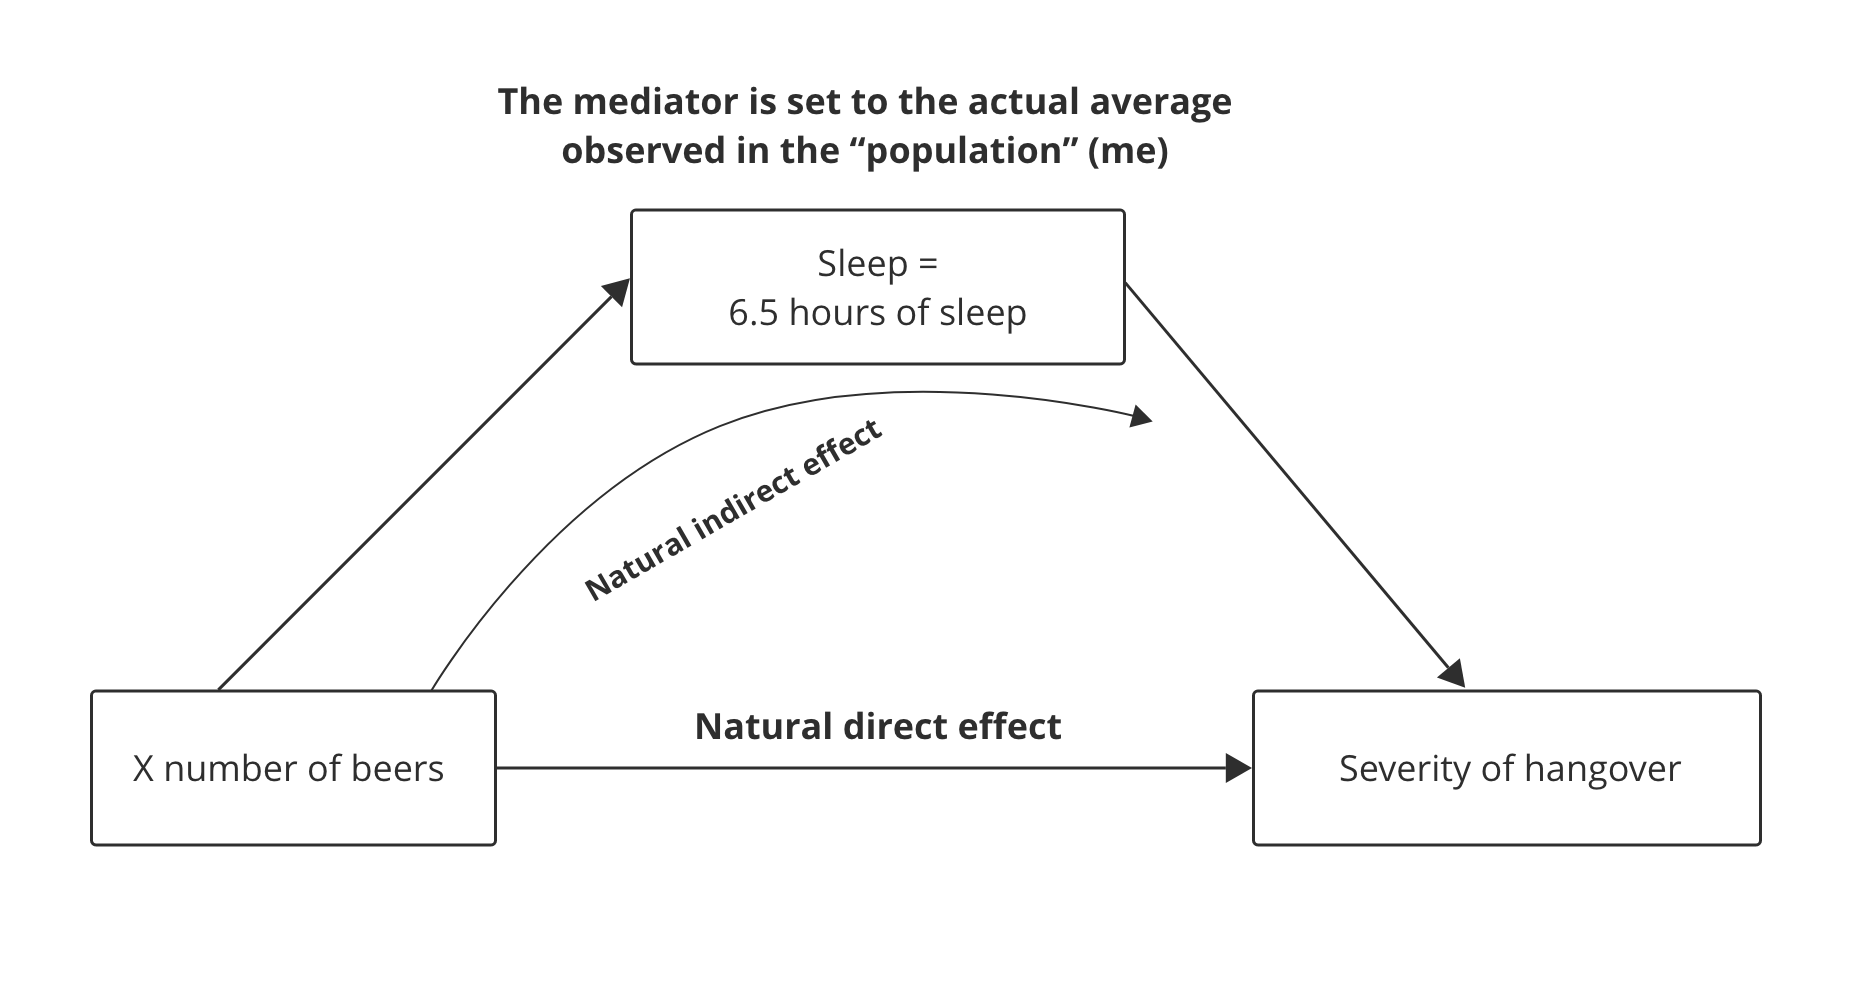 The mediator is set to the actual average
observed in the “population” (me)
Sleep =
6.5 hours of sleep
Natural indirect effect
Natural direct effect
X number of beers
Severity of hangover